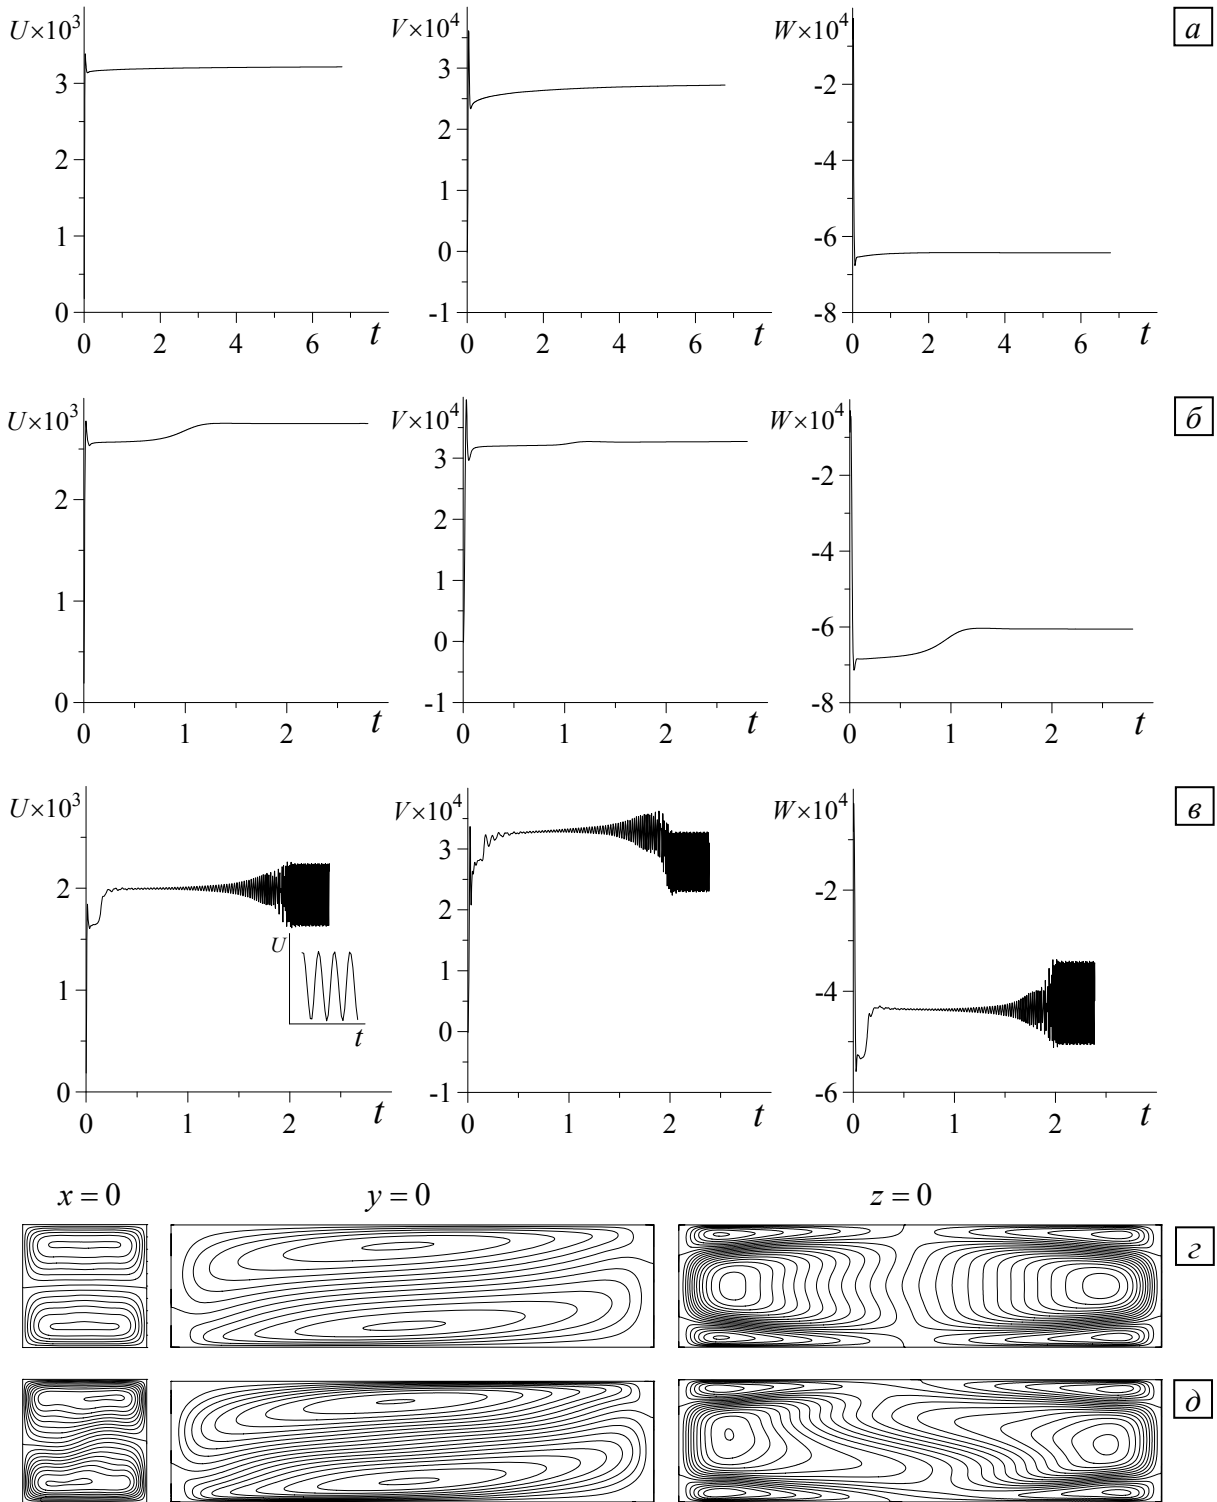 U×10³ V×10⁴ W×10⁴ а
3 4 -2
2 3 -4
1 2 -6
0 1 -8
0
-1
0 2 4 6 t 0 2 4 6 t 0 2 4 6 t
U×10³ V×10⁴ W×10⁴ б
2 3 -2
1 2 -4
0 1 -6
0 -8
-1
0 1 2 t 0 1 2 t 0 1 2 t
U×10³ V×10⁴ W×10⁴ в
2 3 -2
1 2 -4
0 1 -6
0
-1
U
t
0 1 2 t 0 1 2 t 0 1 2 t
x = 0 y = 0 z = 0
г
д